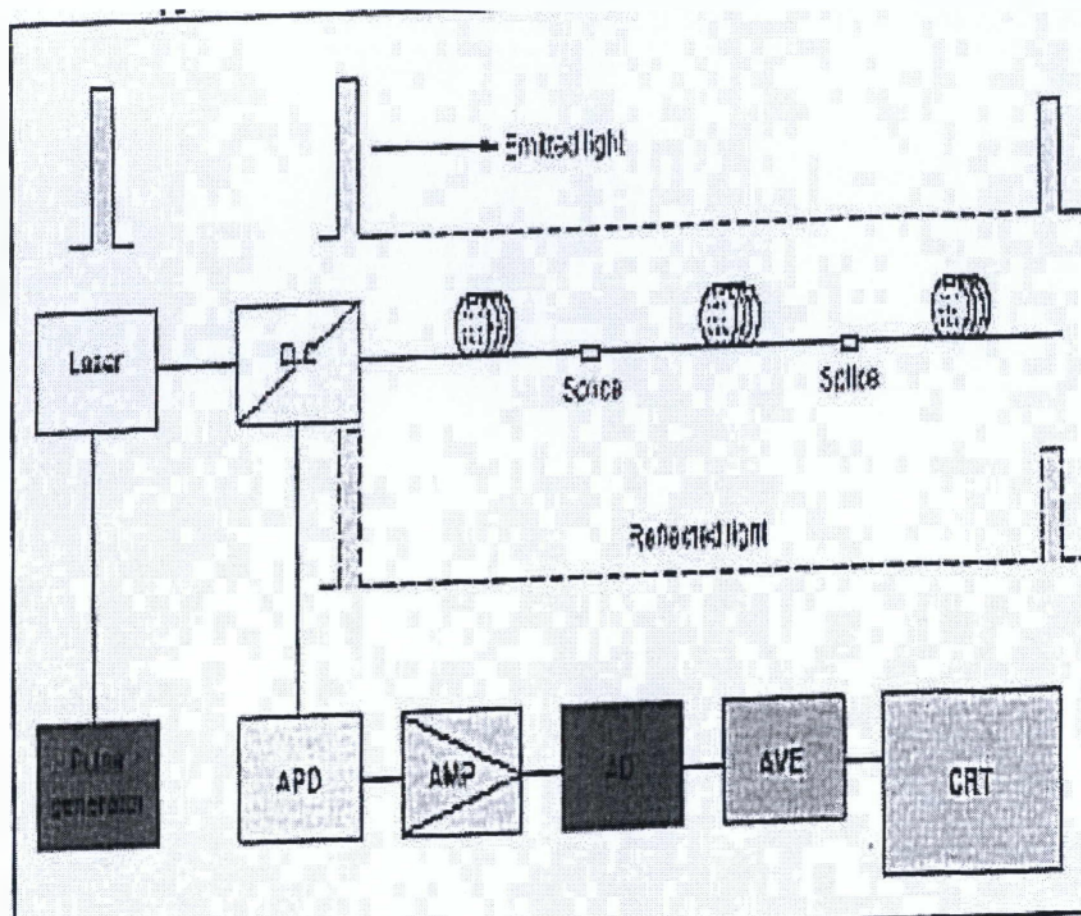 Emitted light
Laser
Splice
Splice
Reflected light
Pulse
generator
APD
AMP
AD
AVE
CRT